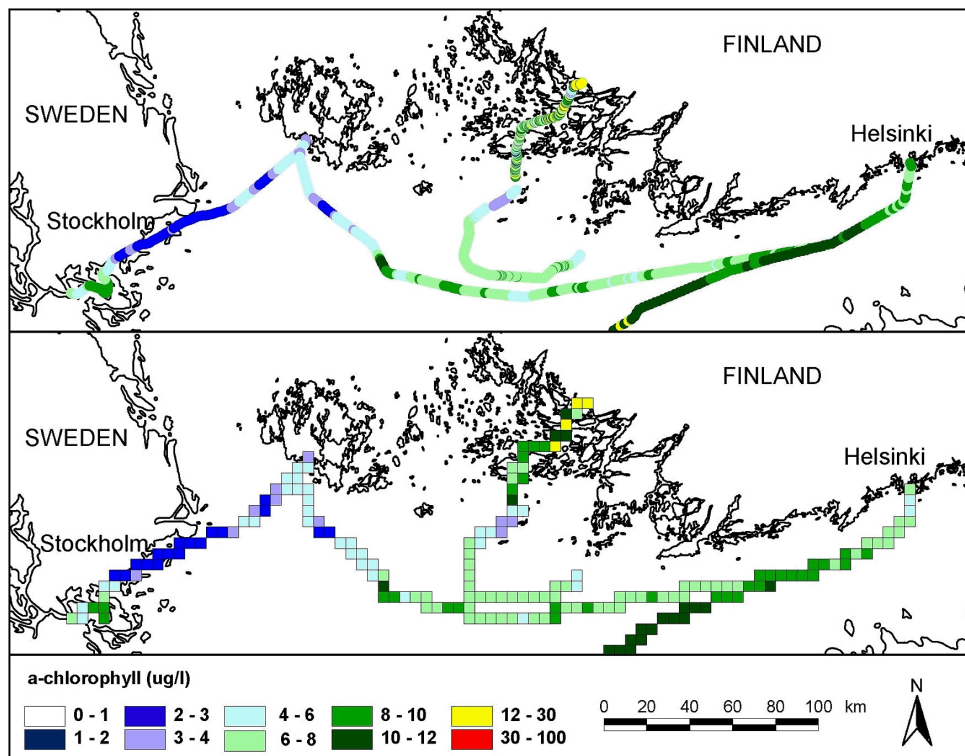 FINLAND
SWEDEN
Helsinki
Stockholm
FINLAND
SWEDEN
Helsinki
Stockholm
a-chlorophyll (ug/l)
0 - 1 2 - 3 4 - 6 8 - 10 12 - 30
1 - 2 3 - 4 6 - 8 10 - 12 30 - 100
20 0 20 40 60 80 100 km
N